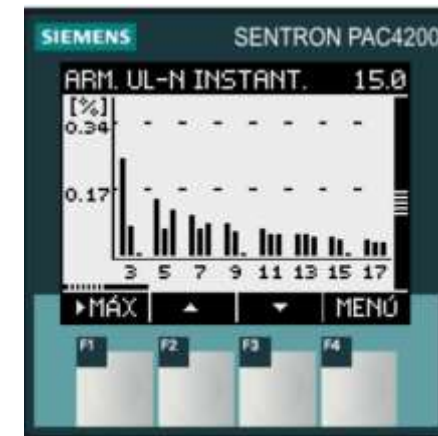 SIEMENS SENTRON PAC4200
ARM. UL-N INSTANT. 15.0
[%]
0.34
0.17
3 5 7 9 11 13 15 17
►MÁX ▲ ▼ MENÚ
F1 F2 F3 F4